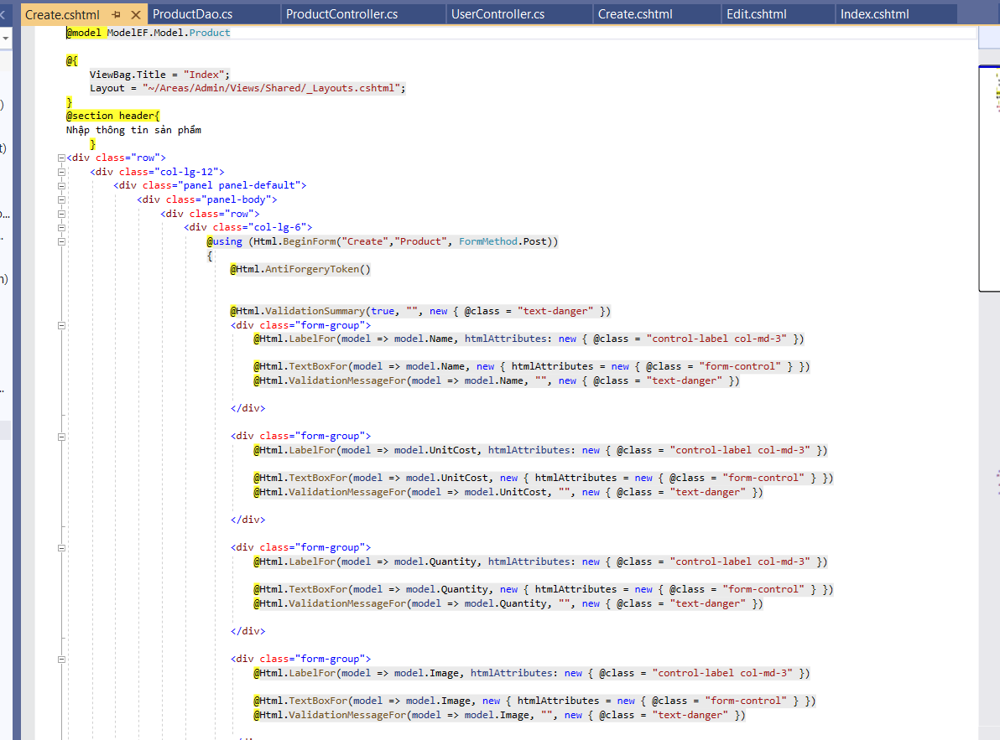 Create.cshtml ProductDao.cs ProductController.cs UserController.cs Create.cshtml Edit.cshtml Index.cshtml
@model ModelEF.Model.Product
@{
ViewBag.Title = "Index";
Layout = "~/Areas/Admin/Views/Shared/_Layouts.cshtml";
}
@section header{
Nhập thông tin sản phẩm
}
<div class="row">
<div class="col-lg-12">
<div class="panel panel-default">
<div class="panel-body">
<div class="row">
<div class="col-lg-6">
@using (Html.BeginForm("Create","Product", FormMethod.Post))
{
@Html.AntiForgeryToken()
@Html.ValidationSummary(true, "", new { @class = "text-danger" })
<div class="form-group">
@Html.LabelFor(model => model.Name, htmlAttributes: new { @class = "control-label col-md-3" })
@Html.TextBoxFor(model => model.Name, new { htmlAttributes = new { @class = "form-control" } })
@Html.ValidationMessageFor(model => model.Name, "", new { @class = "text-danger" })
</div>
<div class="form-group">
@Html.LabelFor(model => model.UnitCost, htmlAttributes: new { @class = "control-label col-md-3" })
@Html.TextBoxFor(model => model.UnitCost, new { htmlAttributes = new { @class = "form-control" } })
@Html.ValidationMessageFor(model => model.UnitCost, "", new { @class = "text-danger" })
</div>
<div class="form-group">
@Html.LabelFor(model => model.Quantity, htmlAttributes: new { @class = "control-label col-md-3" })
@Html.TextBoxFor(model => model.Quantity, new { htmlAttributes = new { @class = "form-control" } })
@Html.ValidationMessageFor(model => model.Quantity, "", new { @class = "text-danger" })
</div>
<div class="form-group">
@Html.LabelFor(model => model.Image, htmlAttributes: new { @class = "control-label col-md-3" })
@Html.TextBoxFor(model => model.Image, new { htmlAttributes = new { @class = "form-control" } })
@Html.ValidationMessageFor(model => model.Image, "", new { @class = "text-danger" })